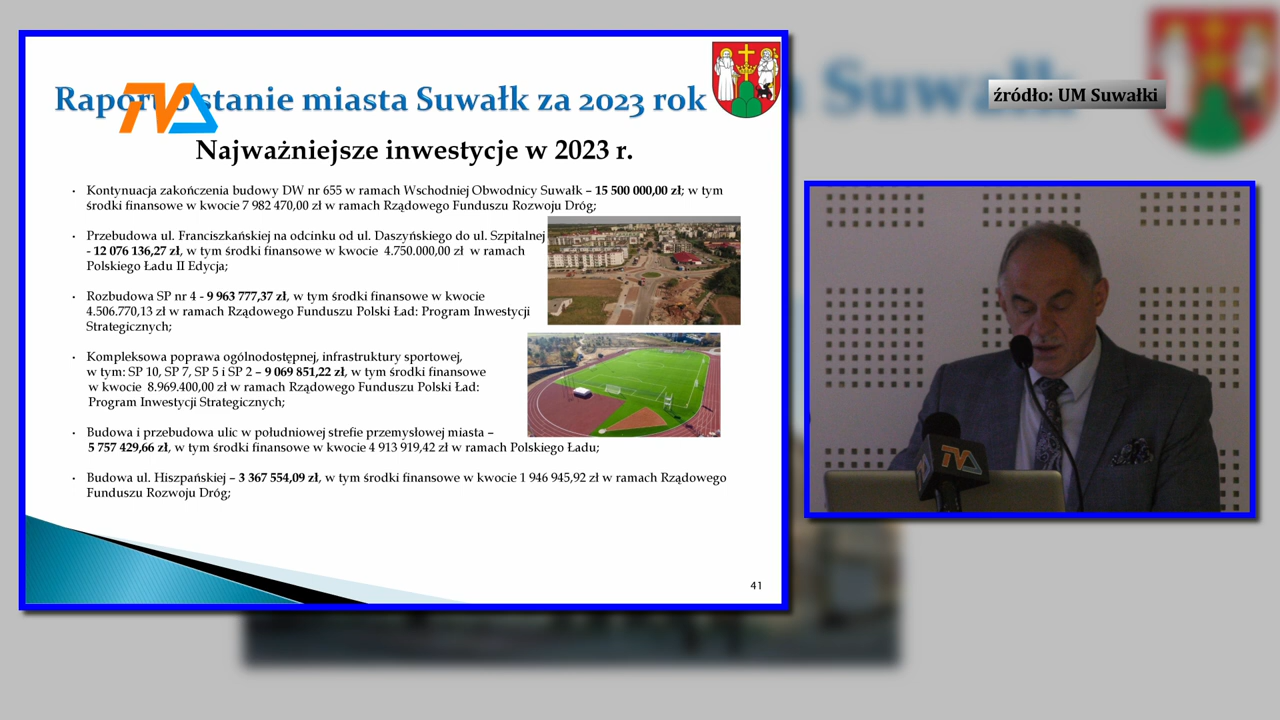 Raport o stanie miasta Suwałk za 2023 rok
TVA
Najważniejsze inwestycje w 2023 r.
• Kontynuacja zakończenia budowy DW nr 655 w ramach Wschodniej Obwodnicy Suwałk – 15 500 000,00 zł; w tym
środki finansowe w kwocie 7 982 470,00 zł w ramach Rządowego Funduszu Rozwoju Dróg;
• Przebudowa ul. Franciszkańskiej na odcinku od ul. Daszyńskiego do ul. Szpitalnej
- 12 076 136,27 zł, w tym środki finansowe w kwocie 4.750.000,00 zł w ramach
Polskiego Ładu II Edycja;
• Rozbudowa SP nr 4 - 9 963 777,37 zł, w tym środki finansowe w kwocie
4.506.770,13 zł w ramach Rządowego Funduszu Polski Ład: Program Inwestycji
Strategicznych;
• Kompleksowa poprawa ogólnodostępnej, infrastruktury sportowej,
w tym: SP 10, SP 7, SP 5 i SP 2 – 9 069 851,22 zł, w tym środki finansowe
w kwocie 8.969.400,00 zł w ramach Rządowego Funduszu Polski Ład:
Program Inwestycji Strategicznych;
• Budowa i przebudowa ulic w południowej strefie przemysłowej miasta –
5 757 429,66 zł, w tym środki finansowe w kwocie 4 913 919,42 zł w ramach Polskiego Ładu;
• Budowa ul. Hiszpańskiej – 3 367 554,09 zł, w tym środki finansowe w kwocie 1 946 945,92 zł w ramach Rządowego
Funduszu Rozwoju Dróg;
41
Suwałk
źródło: UM Suwałki
TVA